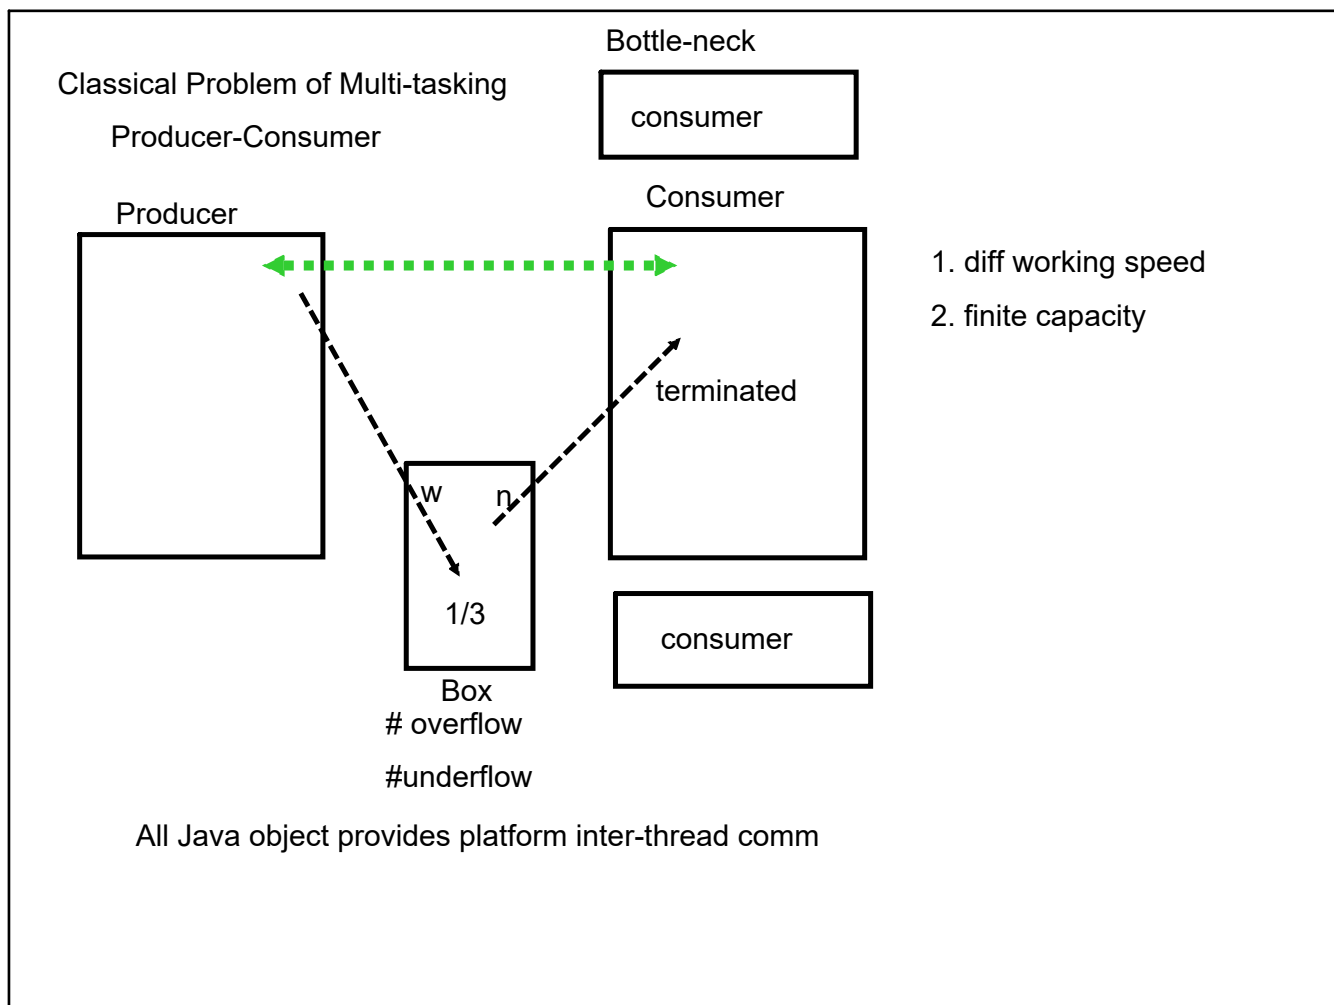 Bottle-neck
Classical Problem of Multi-tasking
consumer
Producer-Consumer
Consumer
Producer
1. diff working speed
2. finite capacity
terminated
w n
1/3
consumer
Box
# overflow
#underflow
All Java object provides platform inter-thread comm